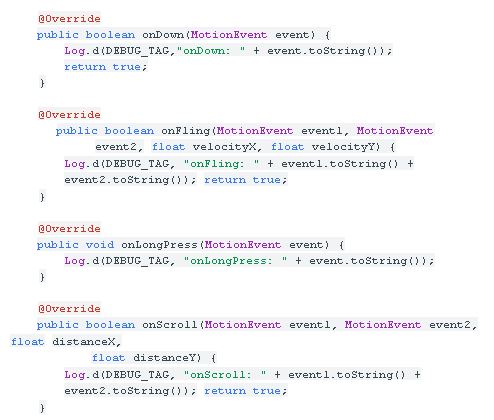 @Override
public boolean onDown(MotionEvent event) {
Log.d(DEBUG_TAG,"onDown: " + event.toString());
return true;
}
@Override
public boolean onFling(MotionEvent event1, MotionEvent
event2, float velocityX, float velocityY) {
Log.d(DEBUG_TAG, "onFling: " + event1.toString() +
event2.toString()); return true;
}
@Override
public void onLongPress(MotionEvent event) {
Log.d(DEBUG_TAG, "onLongPress: " + event.toString());
}
@Override
public boolean onScroll(MotionEvent event1, MotionEvent event2,
float distanceX,
float distanceY) {
Log.d(DEBUG_TAG, "onScroll: " + event1.toString() +
event2.toString()); return true;
}